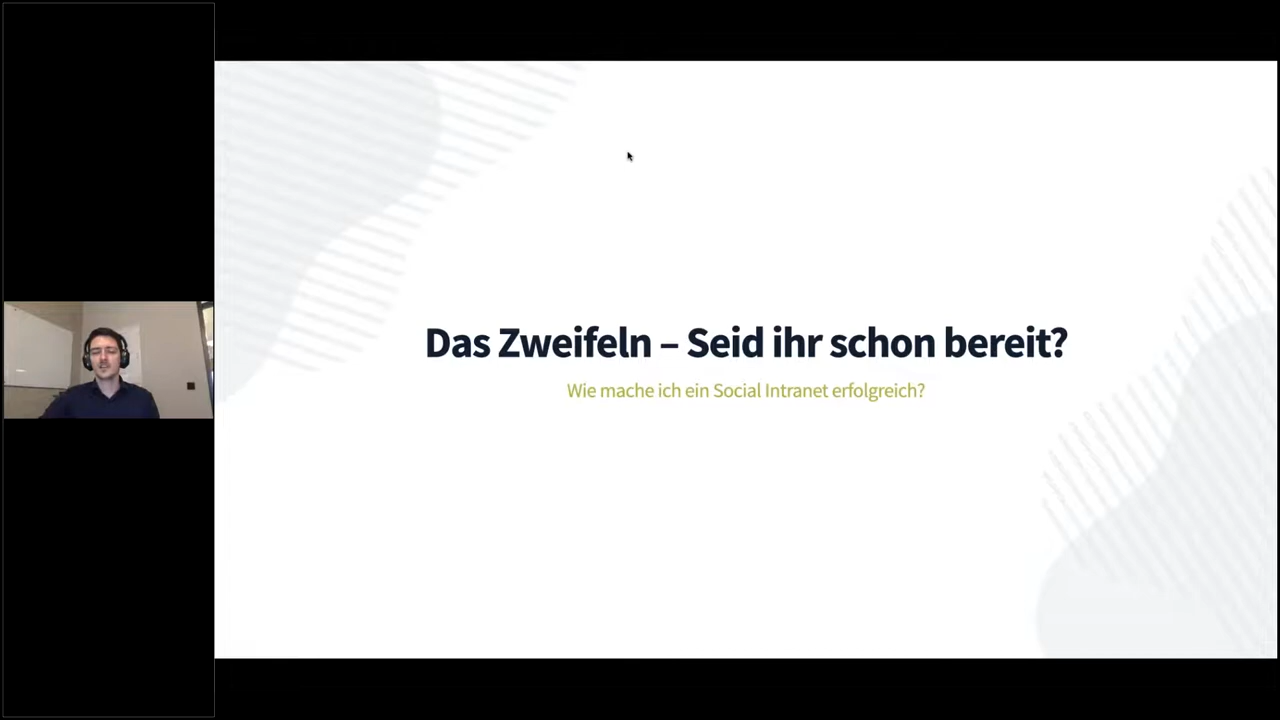 Das Zweifeln – Seid ihr schon bereit?
Wie mache ich ein Social Intranet erfolgreich?